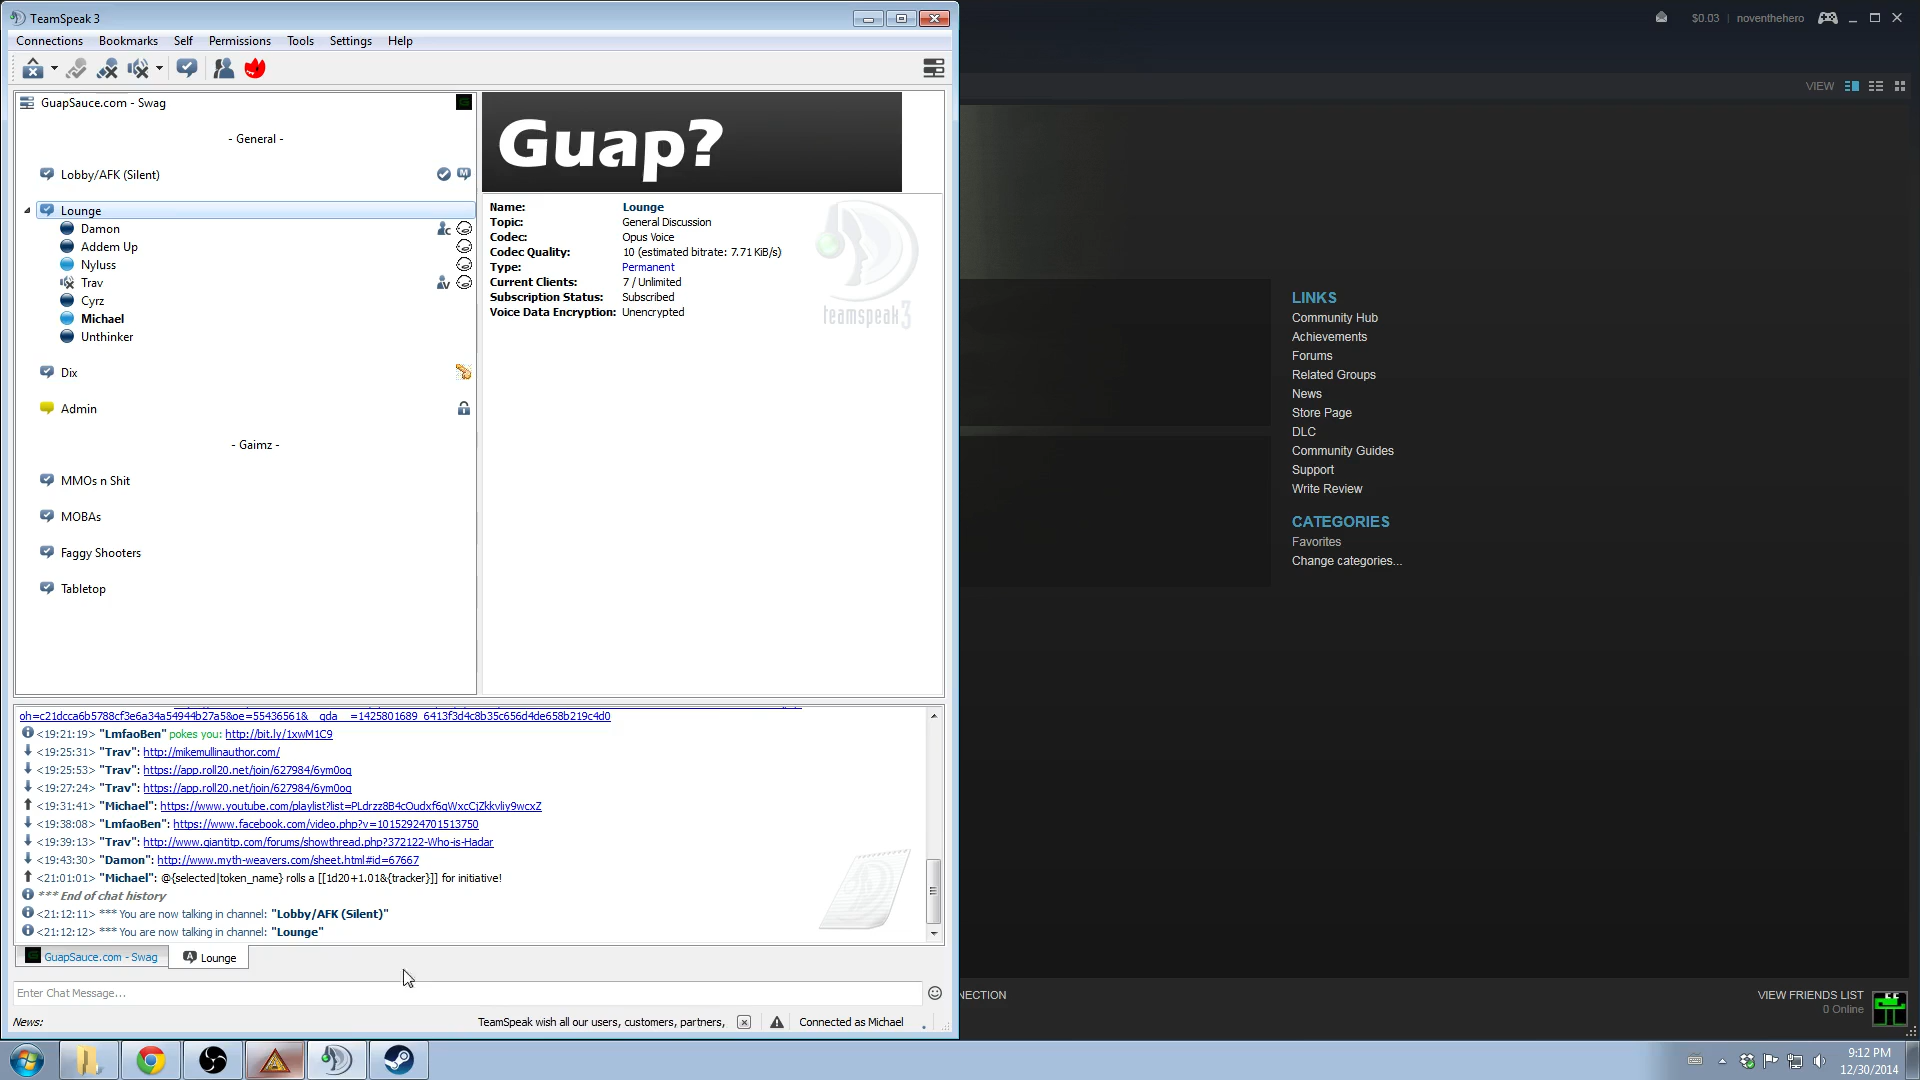 TeamSpeak 3
Connections Bookmarks Self Permissions Tools Settings Help
GuapSauce.com - Swag
- General -
Lobby/AFK (Silent)
Lounge
Damon
Addem Up
Nyluss
Trav
Cyrz
Michael
Unthinker
Dix
Admin
- Gaimz -
MMOs n Shit
MOBAs
Faggy Shooters
Tabletop
Guap?
Name: Lounge
Topic: General Discussion
Codec: Opus Voice
Codec Quality: 10 (estimated bitrate: 7.71 KiB/s)
Type: Permanent
Current Clients: 7 / Unlimited
Subscription Status: Subscribed
Voice Data Encryption: Unencrypted
teamspeak 3
oh=c21dcca6b5788cf3e6a34a54944b27a5&oe=55436561&__gda__=1425801689_6413f3d4c8b35c656d4de658b219c4d0
<19:21:19> "LmfaoBen" pokes you: http://bit.ly/1xwM1C9
<19:25:31> "Trav": http://mikemullinauthor.com/
<19:25:53> "Trav": https://app.roll20.net/join/627984/6ym0og
<19:27:24> "Trav": https://app.roll20.net/join/627984/6ym0og
<19:31:41> "Michael": https://www.youtube.com/playlist?list=PLdrzz8B4cOudxf6gWxcCjZkkvliy9wcxZ
<19:38:08> "LmfaoBen": https://www.facebook.com/video.php?v=10152924701513750
<19:39:13> "Trav": http://www.giantitp.com/forums/showthread.php?372122-Who-is-Hadar
<19:43:30> "Damon": http://www.myth-weavers.com/sheet.html#id=67667
<21:01:01> "Michael": @{selected|token_name} rolls a [[1d20+1.01&{tracker}]] for initiative!
*** End of chat history
<21:12:11> *** You are now talking in channel: "Lobby/AFK (Silent)"
<21:12:12> *** You are now talking in channel: "Lounge"
GuapSauce.com - Swag
Lounge
Enter Chat Message...
News: TeamSpeak wish all our users, customers, partners, Connected as Michael
$0.03 | noventhehero
VIEW
LINKS
Community Hub
Achievements
Forums
Related Groups
News
Store Page
DLC
Community Guides
Support
Write Review
CATEGORIES
Favorites
Change categories...
NECTION
VIEW FRIENDS LIST
0 Online
9:12 PM
12/30/2014